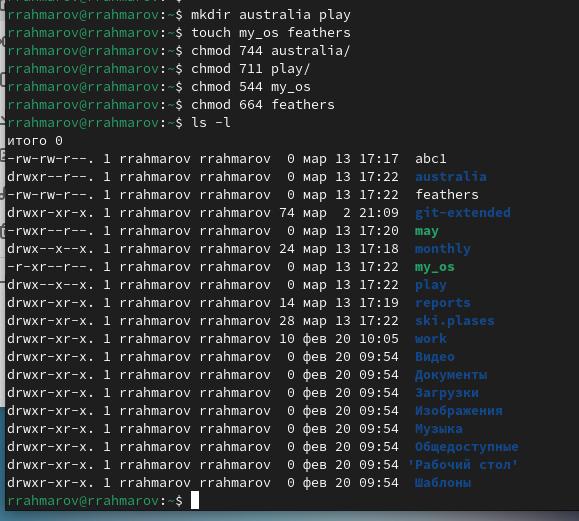 rrahmarov@rrahmarov:~$ mkdir australia play
rrahmarov@rrahmarov:~$ touch my_os feathers
rrahmarov@rrahmarov:~$ chmod 744 australia/
rrahmarov@rrahmarov:~$ chmod 711 play/
rrahmarov@rrahmarov:~$ chmod 544 my_os
rrahmarov@rrahmarov:~$ chmod 664 feathers
rrahmarov@rrahmarov:~$ ls -l
итого 0
-rw-rw-r--. 1 rrahmarov rrahmarov  0 мар 13 17:17  abc1
drwxr--r--. 1 rrahmarov rrahmarov  0 мар 13 17:22  australia
-rw-rw-r--. 1 rrahmarov rrahmarov  0 мар 13 17:22  feathers
drwxr-xr-x. 1 rrahmarov rrahmarov 74 мар  2 21:09  git-extended
-rwxr--r--. 1 rrahmarov rrahmarov  0 мар 13 17:20  may
drwx--x--x. 1 rrahmarov rrahmarov 24 мар 13 17:18  monthly
-r-xr--r--. 1 rrahmarov rrahmarov  0 мар 13 17:22  my_os
drwx--x--x. 1 rrahmarov rrahmarov  0 мар 13 17:22  play
drwxr-xr-x. 1 rrahmarov rrahmarov 14 мар 13 17:19  reports
drwxr-xr-x. 1 rrahmarov rrahmarov 28 мар 13 17:22  ski.plases
drwxr-xr-x. 1 rrahmarov rrahmarov 10 фев 20 10:05  work
drwxr-xr-x. 1 rrahmarov rrahmarov  0 фев 20 09:54  Видео
drwxr-xr-x. 1 rrahmarov rrahmarov  0 фев 20 09:54  Документы
drwxr-xr-x. 1 rrahmarov rrahmarov  0 фев 20 09:54  Загрузки
drwxr-xr-x. 1 rrahmarov rrahmarov  0 фев 20 09:54  Изображения
drwxr-xr-x. 1 rrahmarov rrahmarov  0 фев 20 09:54  Музыка
drwxr-xr-x. 1 rrahmarov rrahmarov  0 фев 20 09:54  Общедоступные
drwxr-xr-x. 1 rrahmarov rrahmarov  0 фев 20 09:54 'Рабочий стол'
drwxr-xr-x. 1 rrahmarov rrahmarov  0 фев 20 09:54  Шаблоны
rrahmarov@rrahmarov:~$